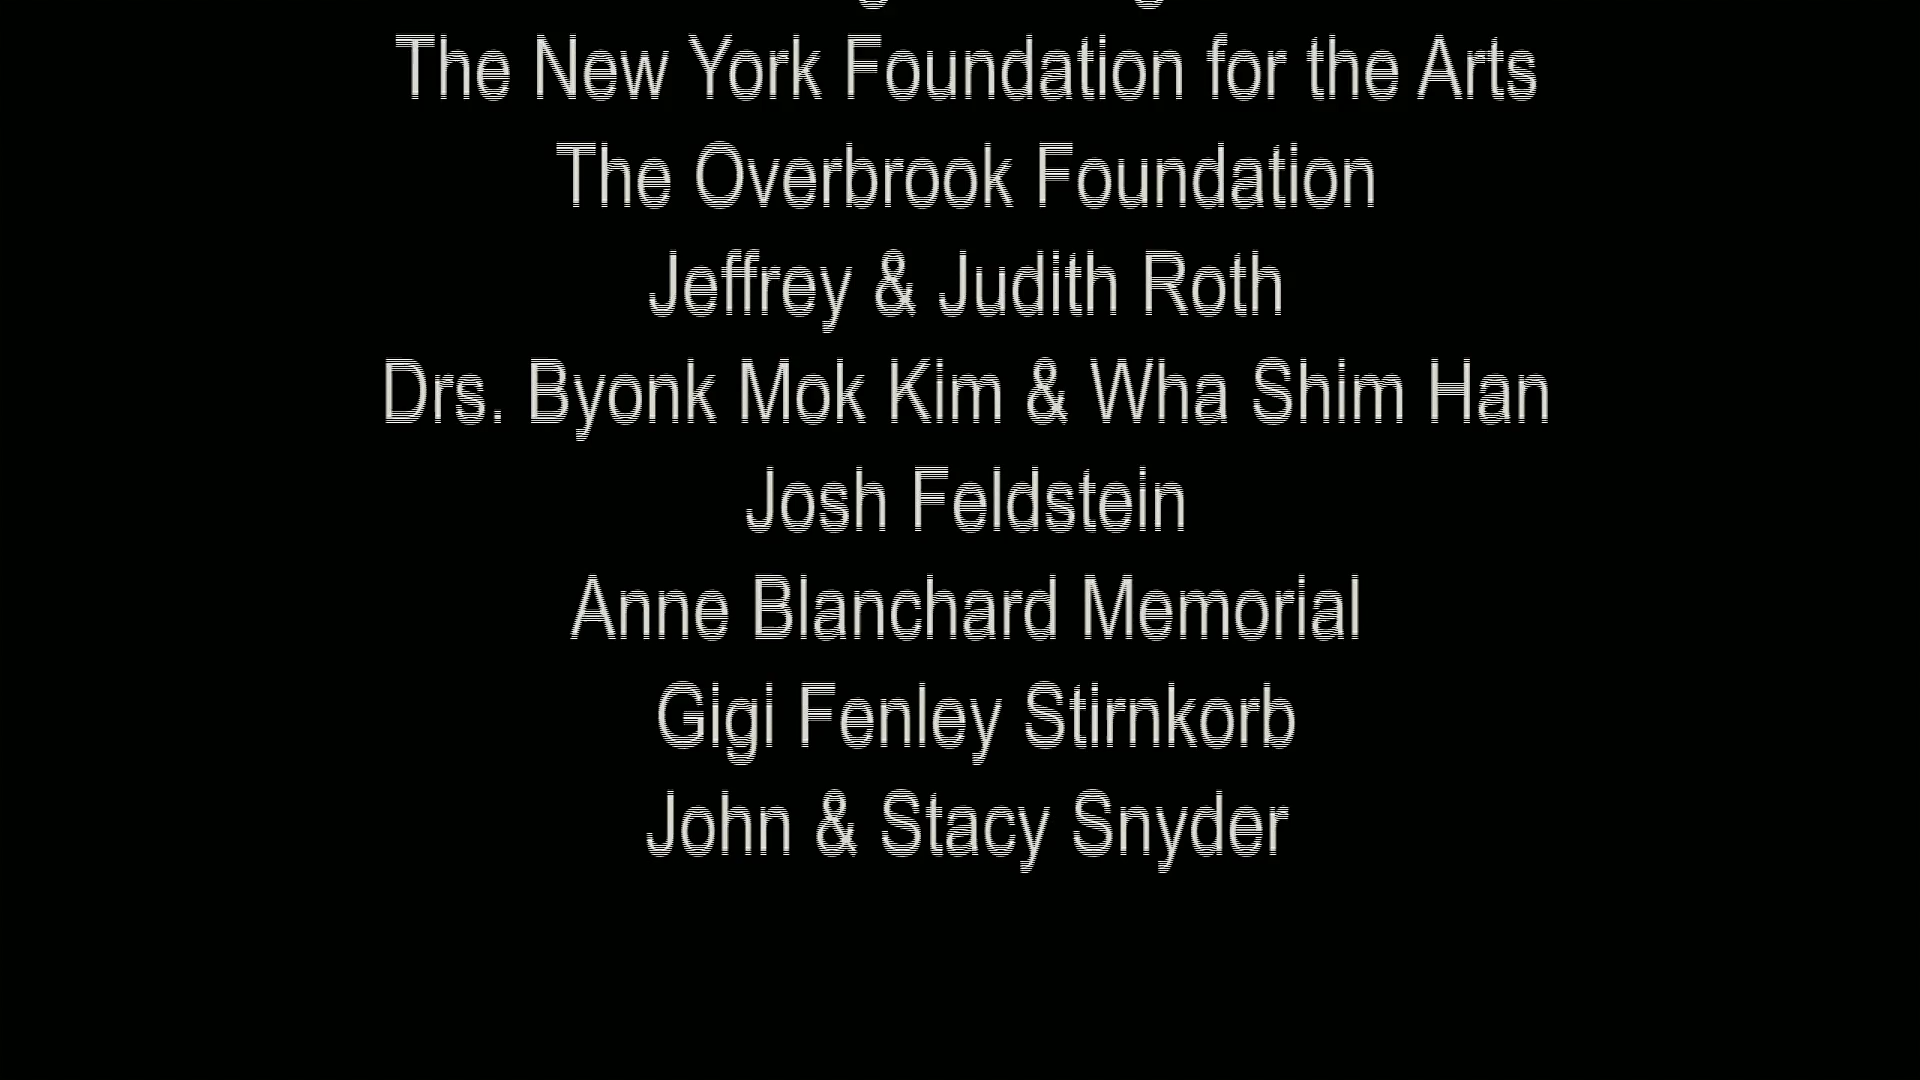 The New York Foundation for the Arts
The Overbrook Foundation
Jeffrey & Judith Roth
Drs. Byonk Mok Kim & Wha Shim Han
Josh Feldstein
Anne Blanchard Memorial
Gigi Fenley Stirnkorb
John & Stacy Snyder